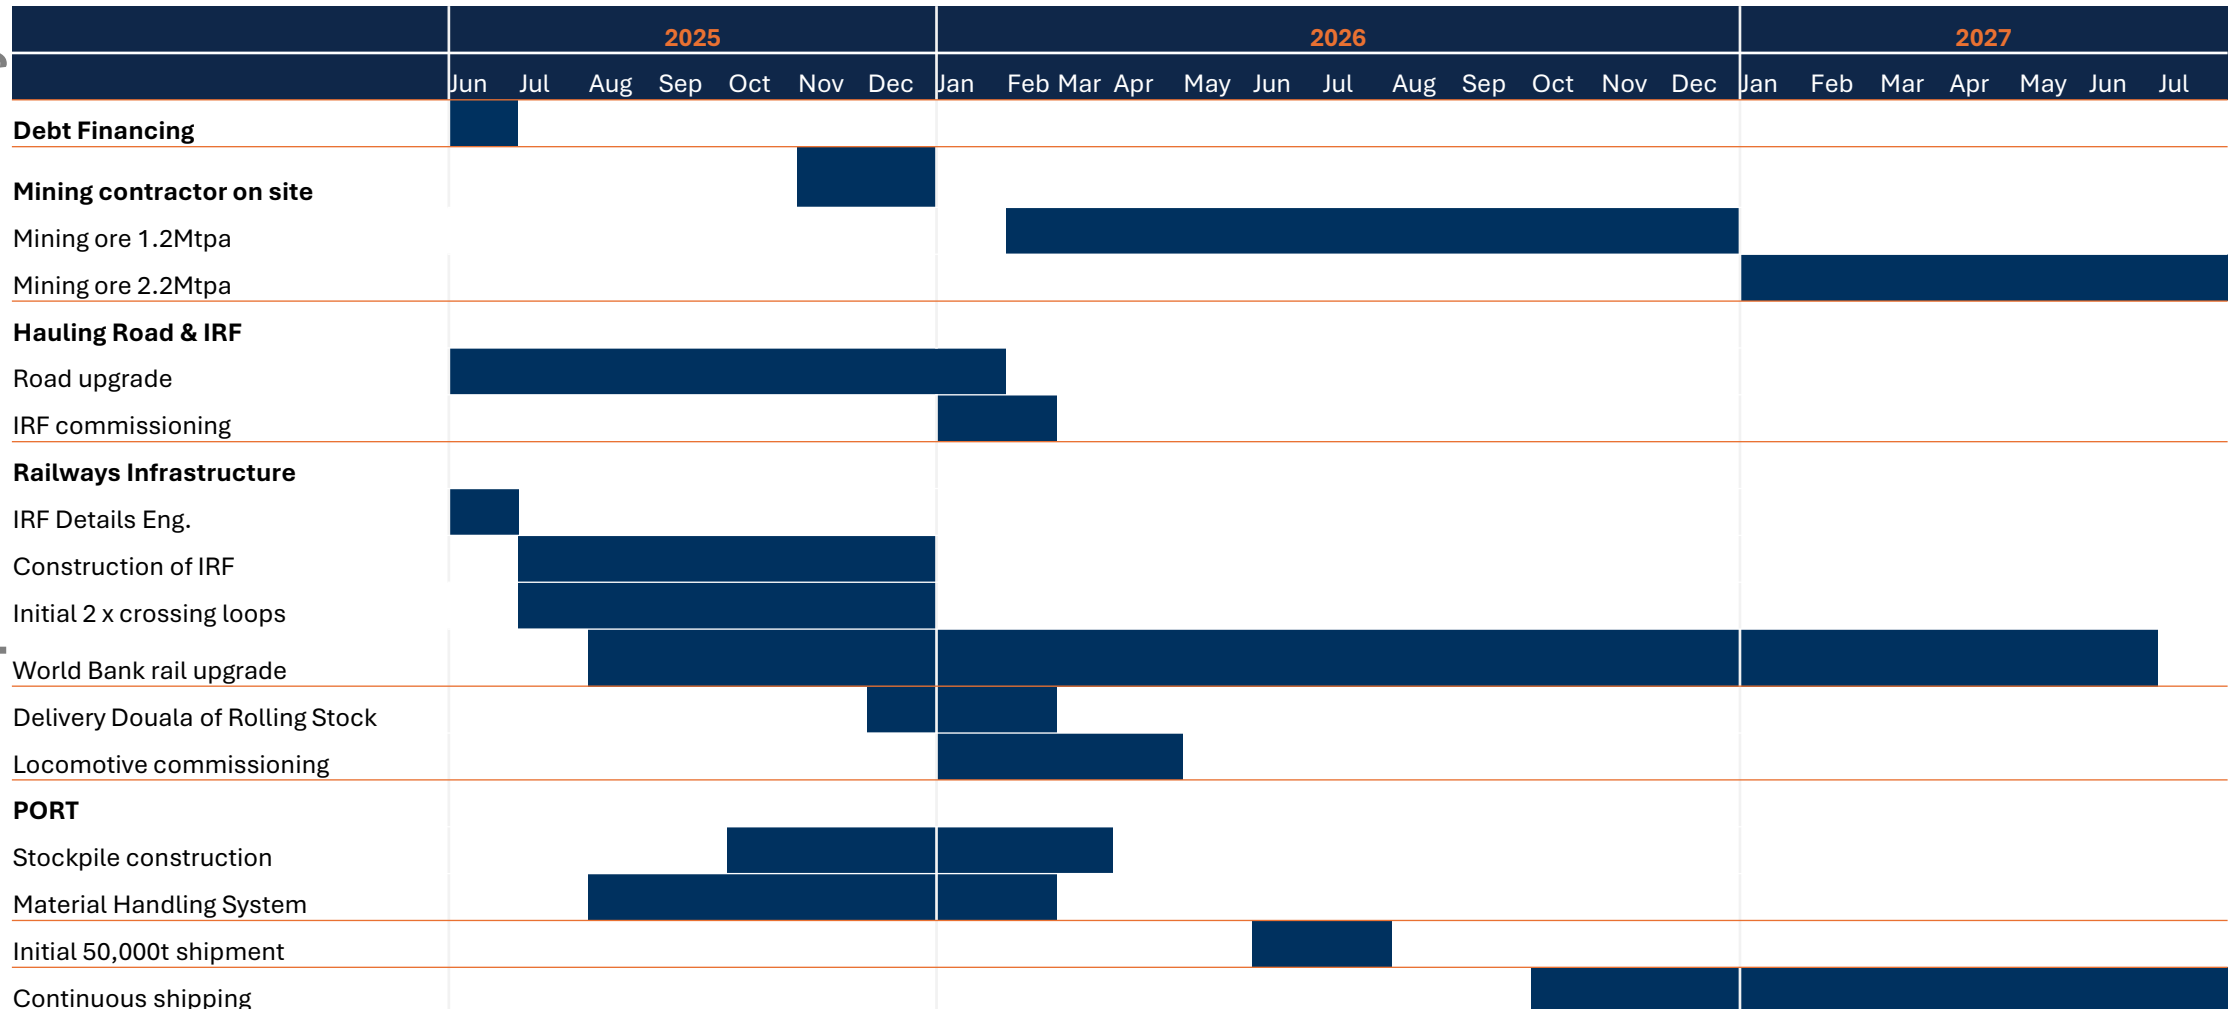 2025 2026 2027
Jun Jul Aug Sep Oct Nov Dec Jan Feb Mar Apr May Jun Jul Aug Sep Oct Nov Dec Jan Feb Mar Apr May Jun Jul
Debt Financing
Mining contractor on site
Mining ore 1.2Mtpa
Mining ore 2.2Mtpa
Hauling Road & IRF
Road upgrade
IRF commissioning
Railways Infrastructure
IRF Details Eng.
Construction of IRF
Initial 2 x crossing loops
World Bank rail upgrade
Delivery Douala of Rolling Stock
Locomotive commissioning
PORT
Stockpile construction
Material Handling System
Initial 50,000t shipment
Continuous shipping